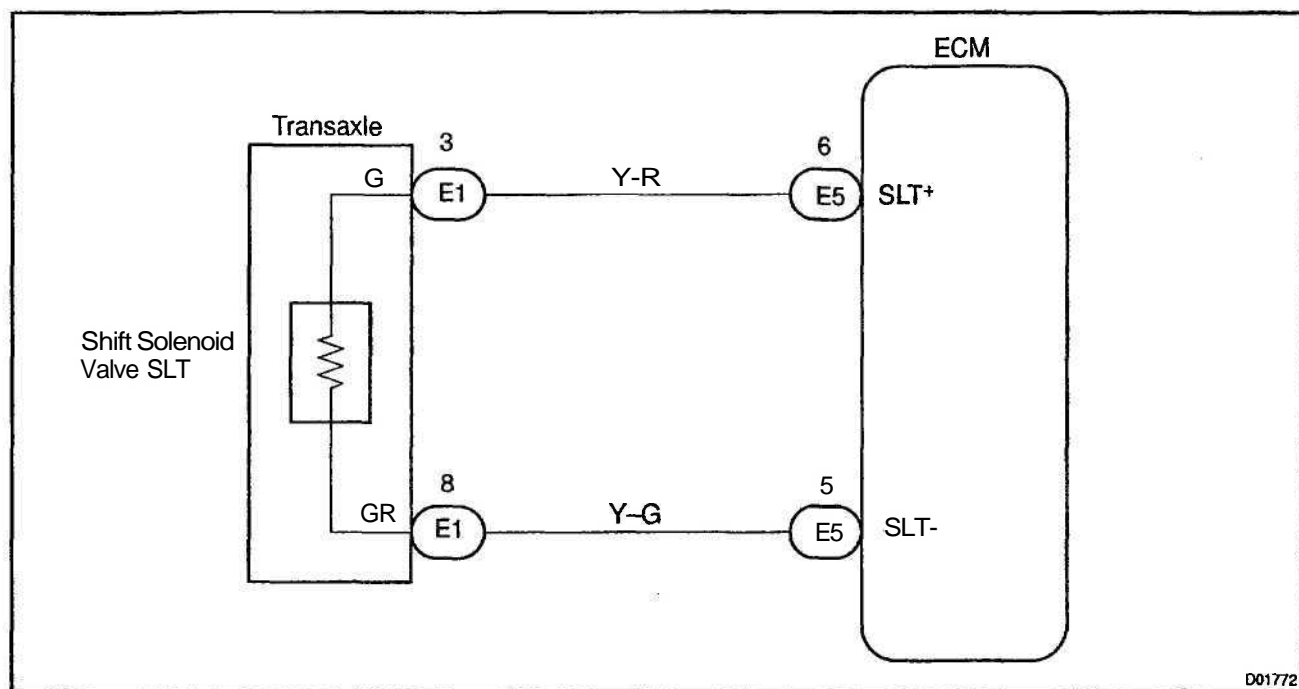 ECM
Transaxle
3
6
G
E1
Y-R
E5
SLT+
Shift Solenoid
Valve SLT
8
5
GR
E1
Y–G
E5
SLT-
D01772